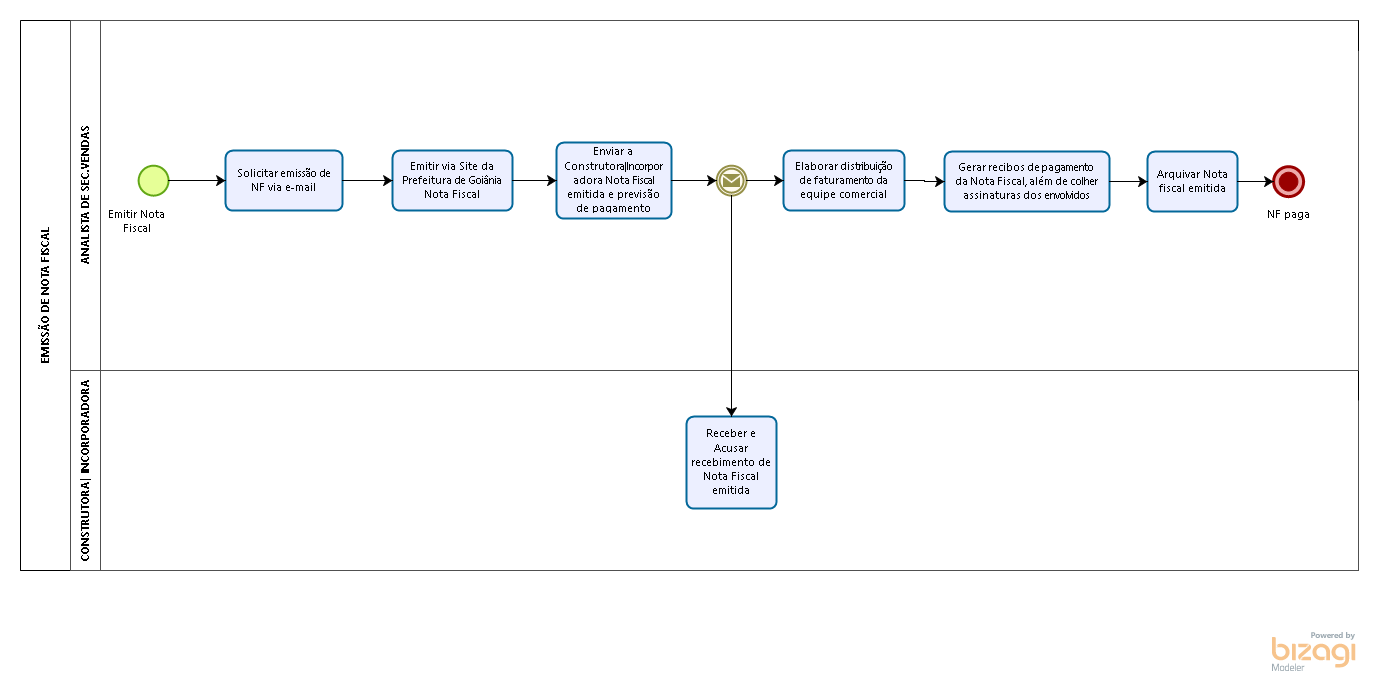 EMISSÃO DE NOTA FISCAL
ANALISTA DE SEC.VENDAS
Emitir Nota
Fiscal
Solicitar emissão de
NF via e-mail
Emitir via Site da
Prefeitura de Goiânia
Nota Fiscal
Enviar a
Construtora|Incorpor
adora Nota Fiscal
emitida e previsão
de pagamento
Elaborar distribuição
de faturamento da
equipe comercial
Gerar recibos de pagamento
da Nota Fiscal, além de colher
assinaturas dos envolvidos
Arquivar Nota
fiscal emitida
NF paga
CONSTRUTORA| INCORPORADORA
Receber e
Acusar
recebimento de
Nota Fiscal
emitida
Powered by
bizagi
Modeler